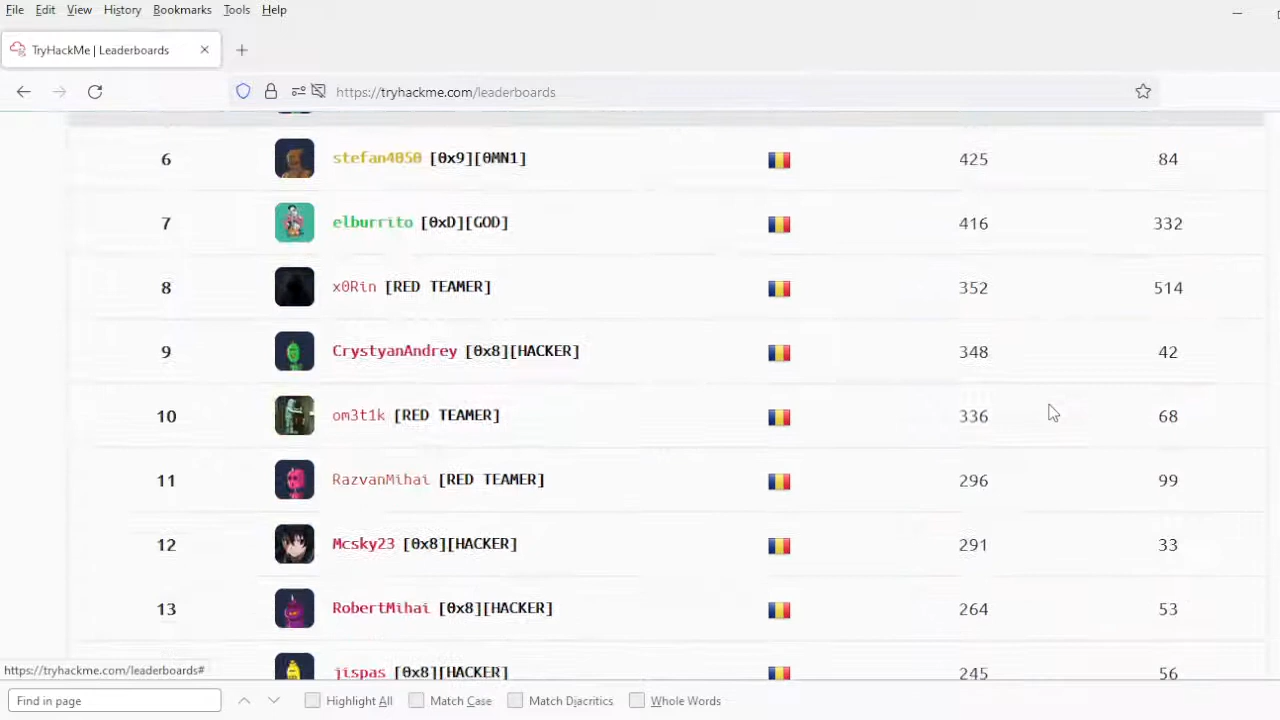 File Edit View History Bookmarks Tools Help
TryHackMe | Leaderboards
https://tryhackme.com/leaderboards
6 stefan4050 [0x9][0MN1] 425 84
7 elburrito [0xD][GOD] 416 332
8 x0Rin [RED TEAMER] 352 514
9 CrystyanAndrey [0x8][HACKER] 348 42
10 om3t1k [RED TEAMER] 336 68
11 RazvanMihai [RED TEAMER] 296 99
12 Mcsky23 [0x8][HACKER] 291 33
13 RobertMihai [0x8][HACKER] 264 53
jispas [0x8][HACKER] 245 56
https://tryhackme.com/leaderboards#
Find in page Highlight All Match Case Match Diacritics Whole Words